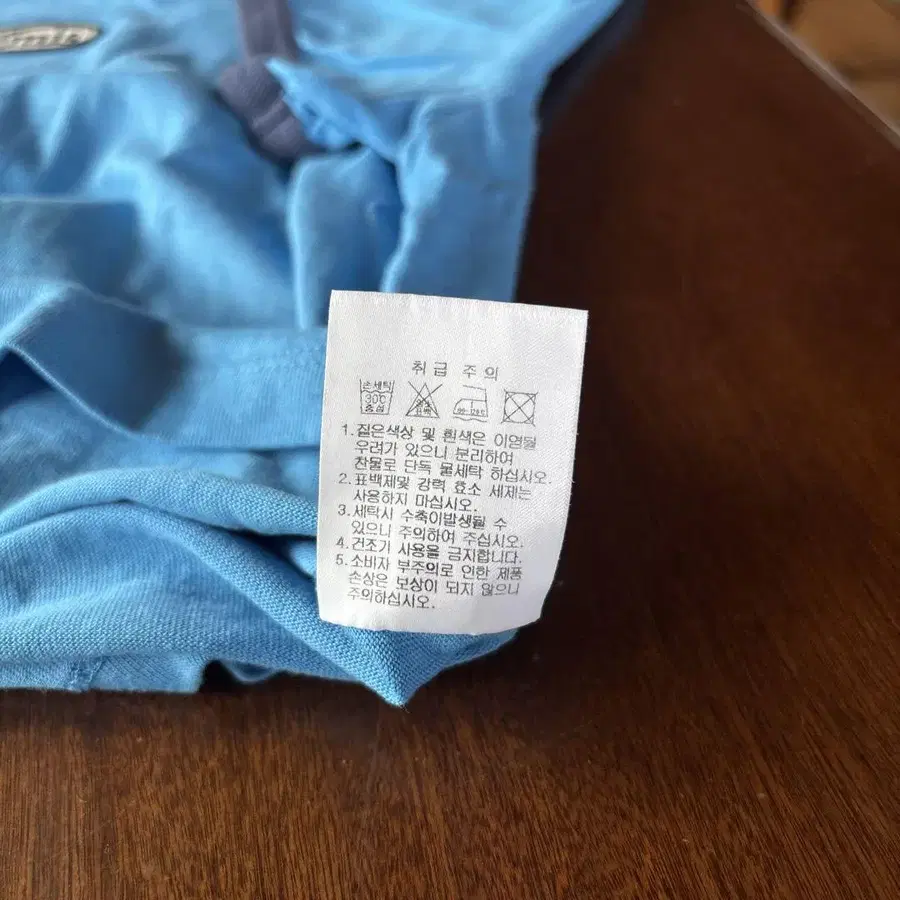 취급 주의
손세탁
30℃
중성
1. 짙은색상 및 흰색은 이염될
우려가 있으니 분리하여
찬물로 단독 물세탁 하십시오.
2. 표백제및 강력 효소 세제는
사용하지 마십시오.
3. 세탁시 수축이발생될 수
있으니 주의하여 주십시오.
4. 건조기 사용을 금지합니다.
5. 소비자 부주의로 인한 제품
손상은 보상이 되지 않으니
주의하십시오.